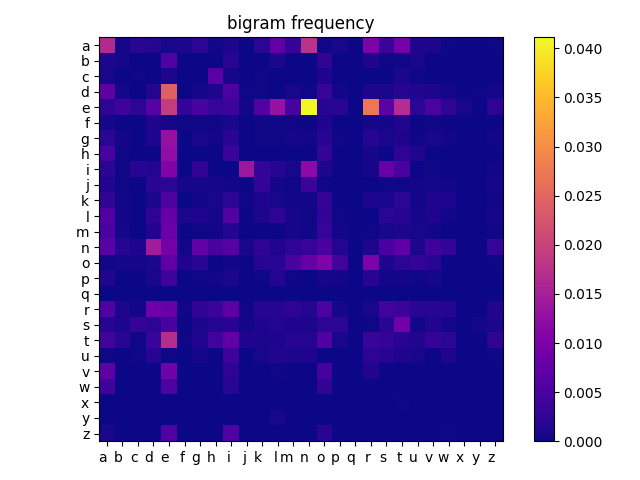 bigram frequency
a
b
c
d
e
f
g
h
i
j
k
l
m
n
o
p
q
r
s
t
u
v
w
x
y
z
a b c d e f g h i j k l m n o p q r s t u v w x y z
0.040
0.035
0.030
0.025
0.020
0.015
0.010
0.005
0.000